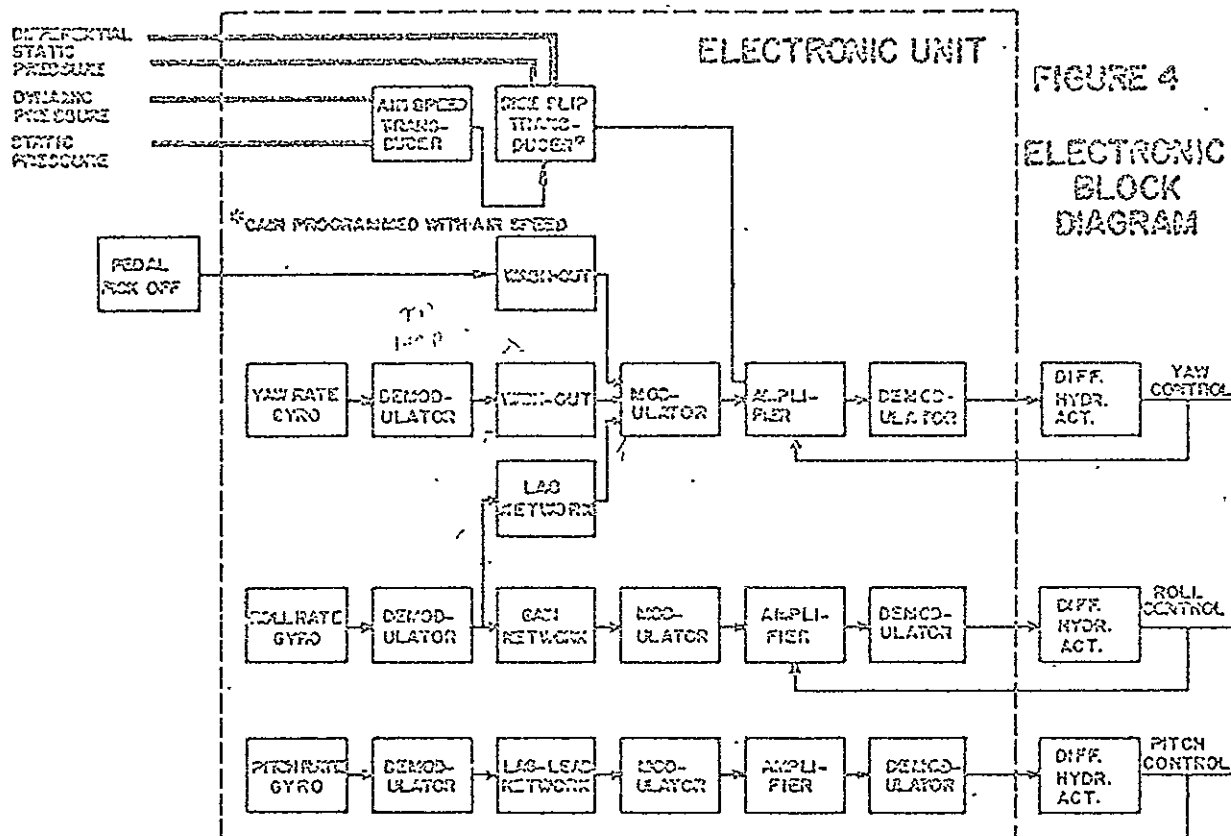 DIFFERENTIAL
STATIC
PRESSURE
DYNAMIC
PRESSURE
STATIC
PRESSURE
ELECTRONIC UNIT
FIGURE 4
ELECTRONIC
BLOCK
DIAGRAM
AIR SPEED
TRANS-
DUCER
SIDE SLIP
TRANS-
DUCER*
*GAIN PROGRAMMED WITH AIR SPEED
PEDAL
PICK OFF
WASH-OUT
YAW RATE
GYRO
DEMOD-
ULATOR
WASH-OUT
MOD-
ULATOR
AMPLI-
FIER
DEMOD-
ULATOR
DIFF.
HYDR.
ACT.
YAW
CONTROL
LAG
NETWORK
ROLL RATE
GYRO
DEMOD-
ULATOR
GAIN
NETWORK
MOD-
ULATOR
AMPLI-
FIER
DEMOD-
ULATOR
DIFF.
HYDR.
ACT.
ROLL
CONTROL
PITCH RATE
GYRO
DEMOD-
ULATOR
LAG-LEAD
NETWORK
MOD-
ULATOR
AMPLI-
FIER
DEMOD-
ULATOR
DIFF.
HYDR.
ACT.
PITCH
CONTROL